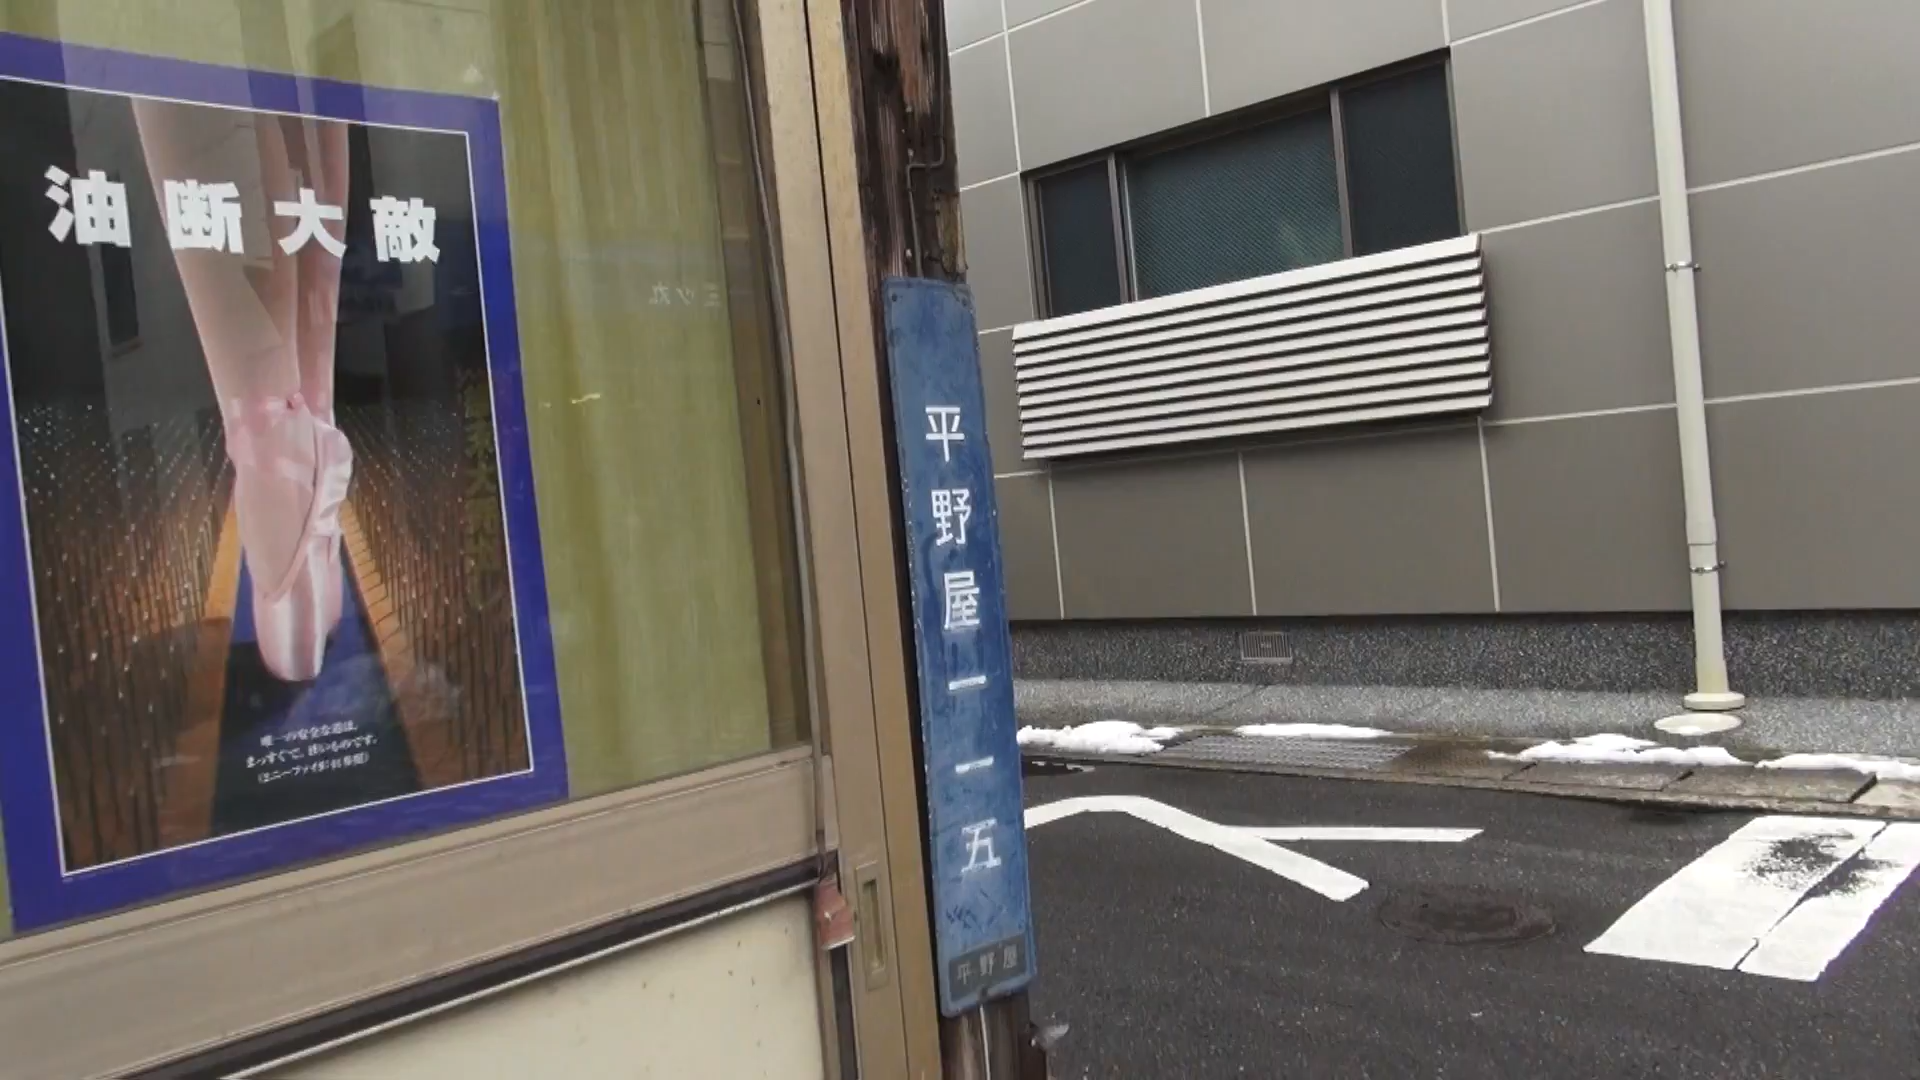 油断大敵
唯一の安全な道は、
まっすぐで、狭いものです。
平野屋一一五
平野屋